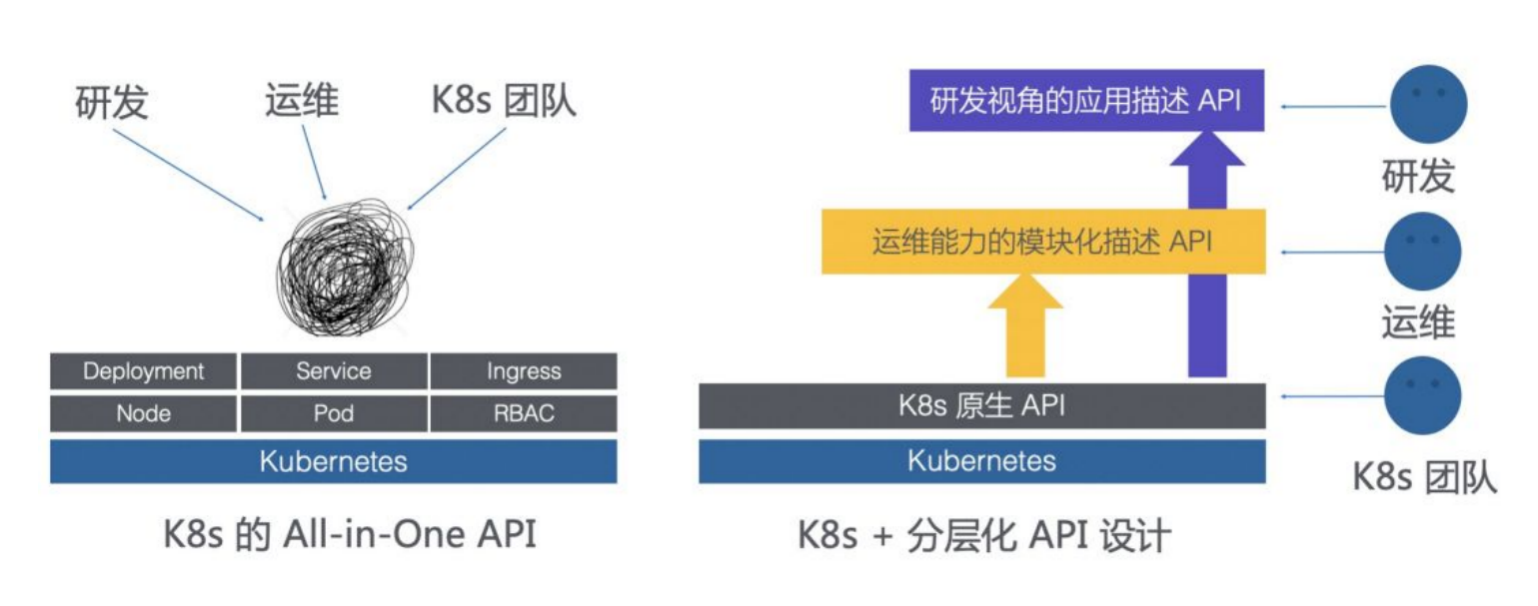 研发
运维
K8s 团队
Deployment
Service
Ingress
Node
Pod
RBAC
Kubernetes
K8s 的 All-in-One API
研发视角的应用描述 API
研发
运维能力的模块化描述 API
运维
K8s 原生 API
Kubernetes
K8s 团队
K8s + 分层化 API 设计